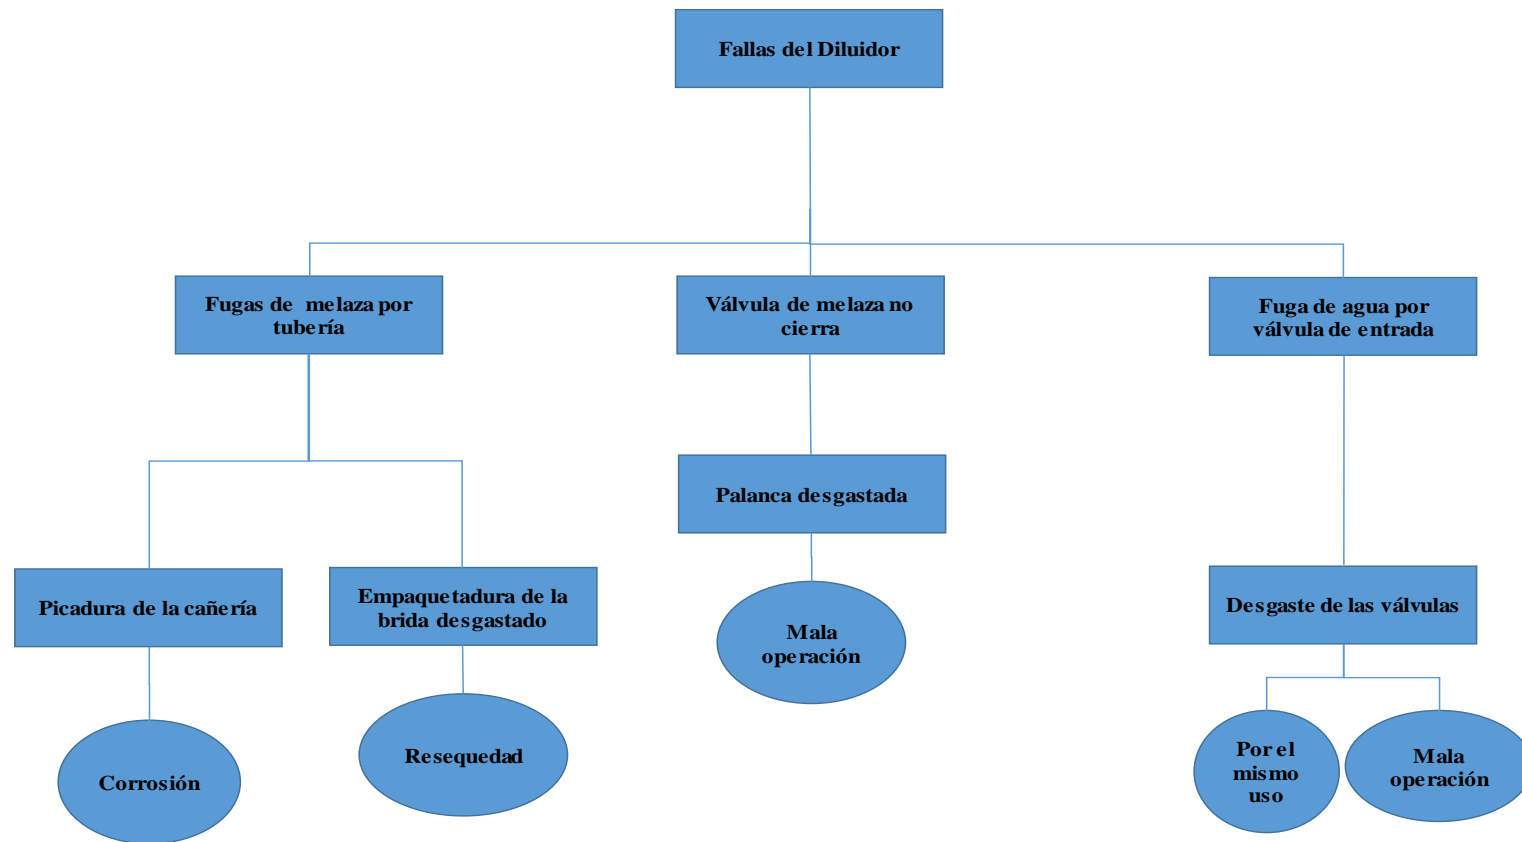 Fallas del Diluidor
Fugas de melaza por
tubería
Válvula de melaza no
cierra
Fuga de agua por
válvula de entrada
Palanca desgastada
Picadura de la cañería
Empaquetadura de la
brida desgastado
Desgaste de las válvulas
Mala
operación
Corrosión
Resequedad
Por el
mismo
uso
Mala
operación